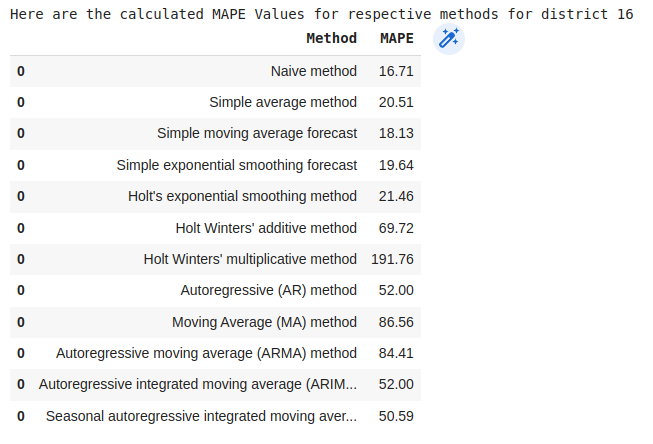 Here are the calculated MAPE Values for respective methods for district 16
Method MAPE
0 Naive method 16.71
0 Simple average method 20.51
0 Simple moving average forecast 18.13
0 Simple exponential smoothing forecast 19.64
0 Holt's exponential smoothing method 21.46
0 Holt Winters' additive method 69.72
0 Holt Winters' multiplicative method 191.76
0 Autoregressive (AR) method 52.00
0 Moving Average (MA) method 86.56
0 Autoregressive moving average (ARMA) method 84.41
0 Autoregressive integrated moving average (ARIM... 52.00
0 Seasonal autoregressive integrated moving aver... 50.59